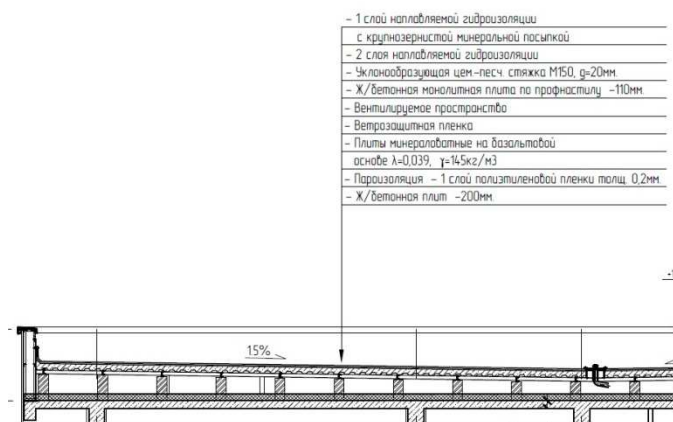 - 1 слой наплавляемой гидроизоляции
с крупнозернистой минеральной посыпкой
- 2 слоя наплавляемой гидроизоляции
- Уклонообразующая цем.-песч. стяжка М150, g=20мм.
- Ж/бетонная монолитная плита по профнастилу -110мм.
- Вентилируемое пространство
- Ветрозащитная пленка
- Плиты минераловатные на базальтовой
основе λ=0,039, γ=145кг/м3
- Пароизоляция - 1 слой полиэтиленовой пленки толщ. 0,2мм.
- Ж/бетонная плит -200мм.
15%